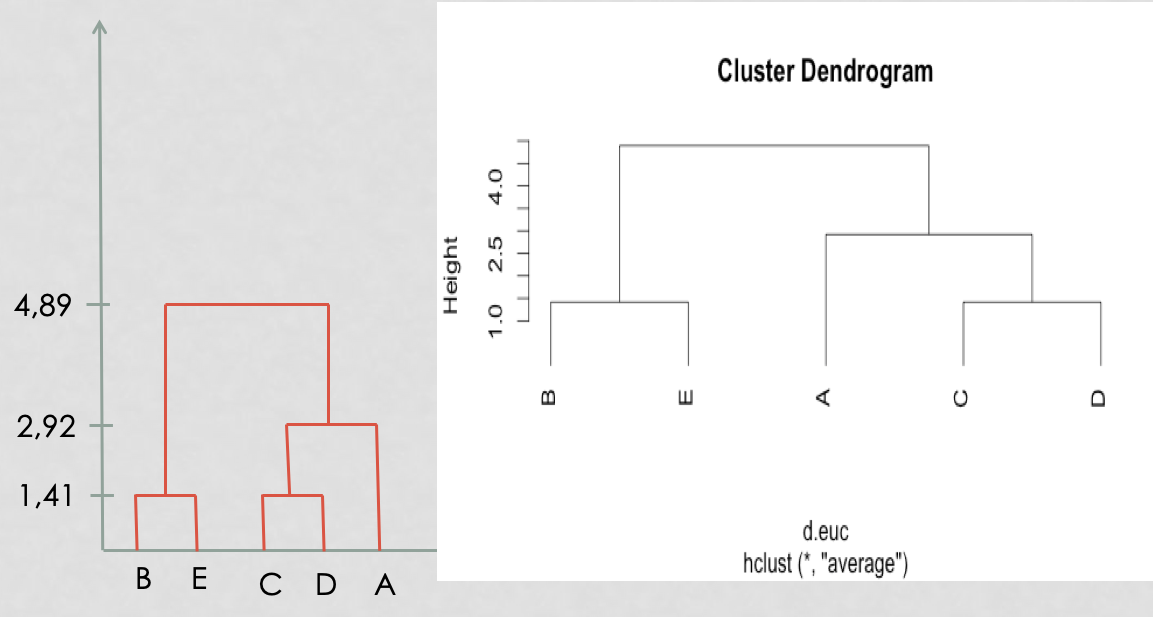 4,89
2,92
1,41
B E C D A
Cluster Dendrogram
Height
1.0 2.5 4.0
B E A C D
d.euc
hclust (*, "average")